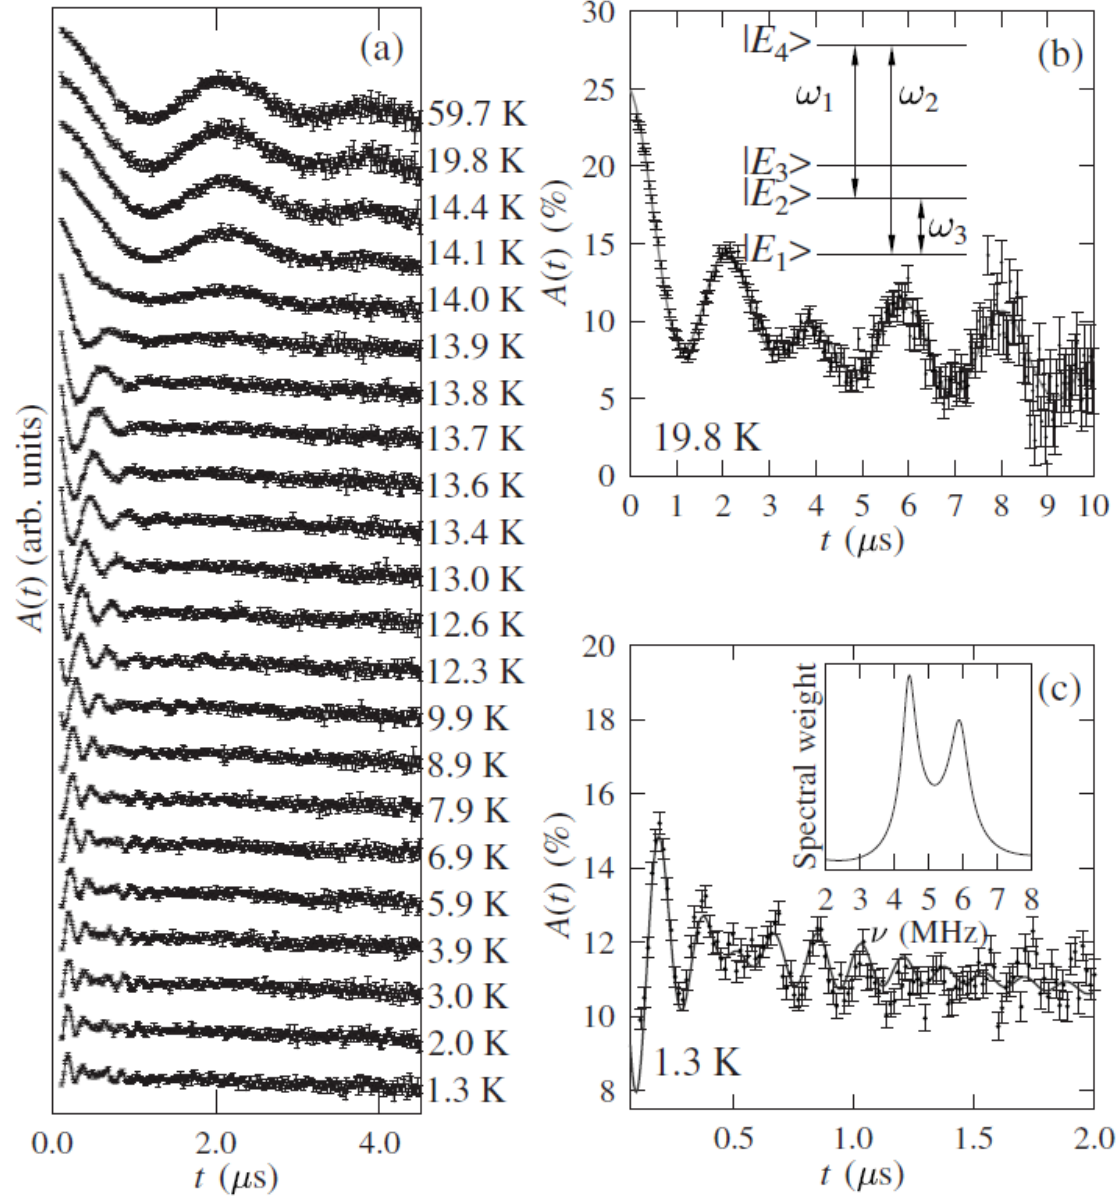 (a)
59.7 K
19.8 K
14.4 K
14.1 K
14.0 K
13.9 K
13.8 K
13.7 K
13.6 K
13.4 K
13.0 K
12.6 K
12.3 K
9.9 K
8.9 K
7.9 K
6.9 K
5.9 K
3.9 K
3.0 K
2.0 K
1.3 K
A(t) (arb. units)
0.0 2.0 4.0
t (μs)
(b)
30
25
20
15
10
5
0
A(t) (%)
|E4>
|E3>
|E2>
|E1>
ω1 ω2
ω3
19.8 K
0 1 2 3 4 5 6 7 8 9 10
t (μs)
(c)
20
18
16
14
12
10
8
A(t) (%)
Spectral weight
2 3 4 5 6 7 8
ν (MHz)
1.3 K
0.5 1.0 1.5 2.0
t (μs)